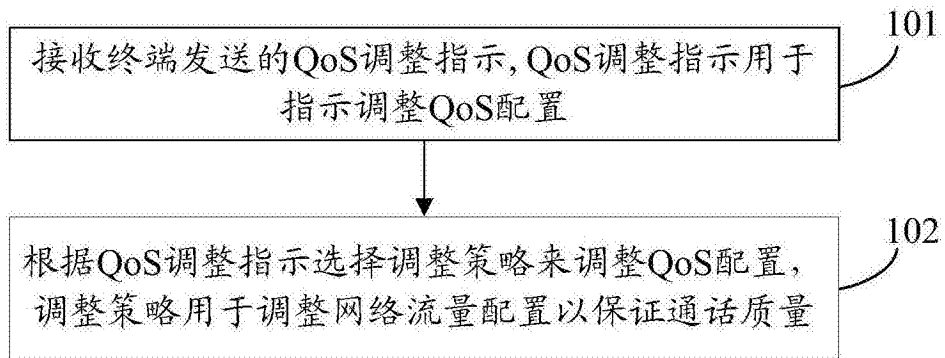 101
接收终端发送的QoS调整指示,QoS调整指示用于
指示调整QoS配置
102
根据QoS调整指示选择调整策略来调整QoS配置，
调整策略用于调整网络流量配置以保证通话质量